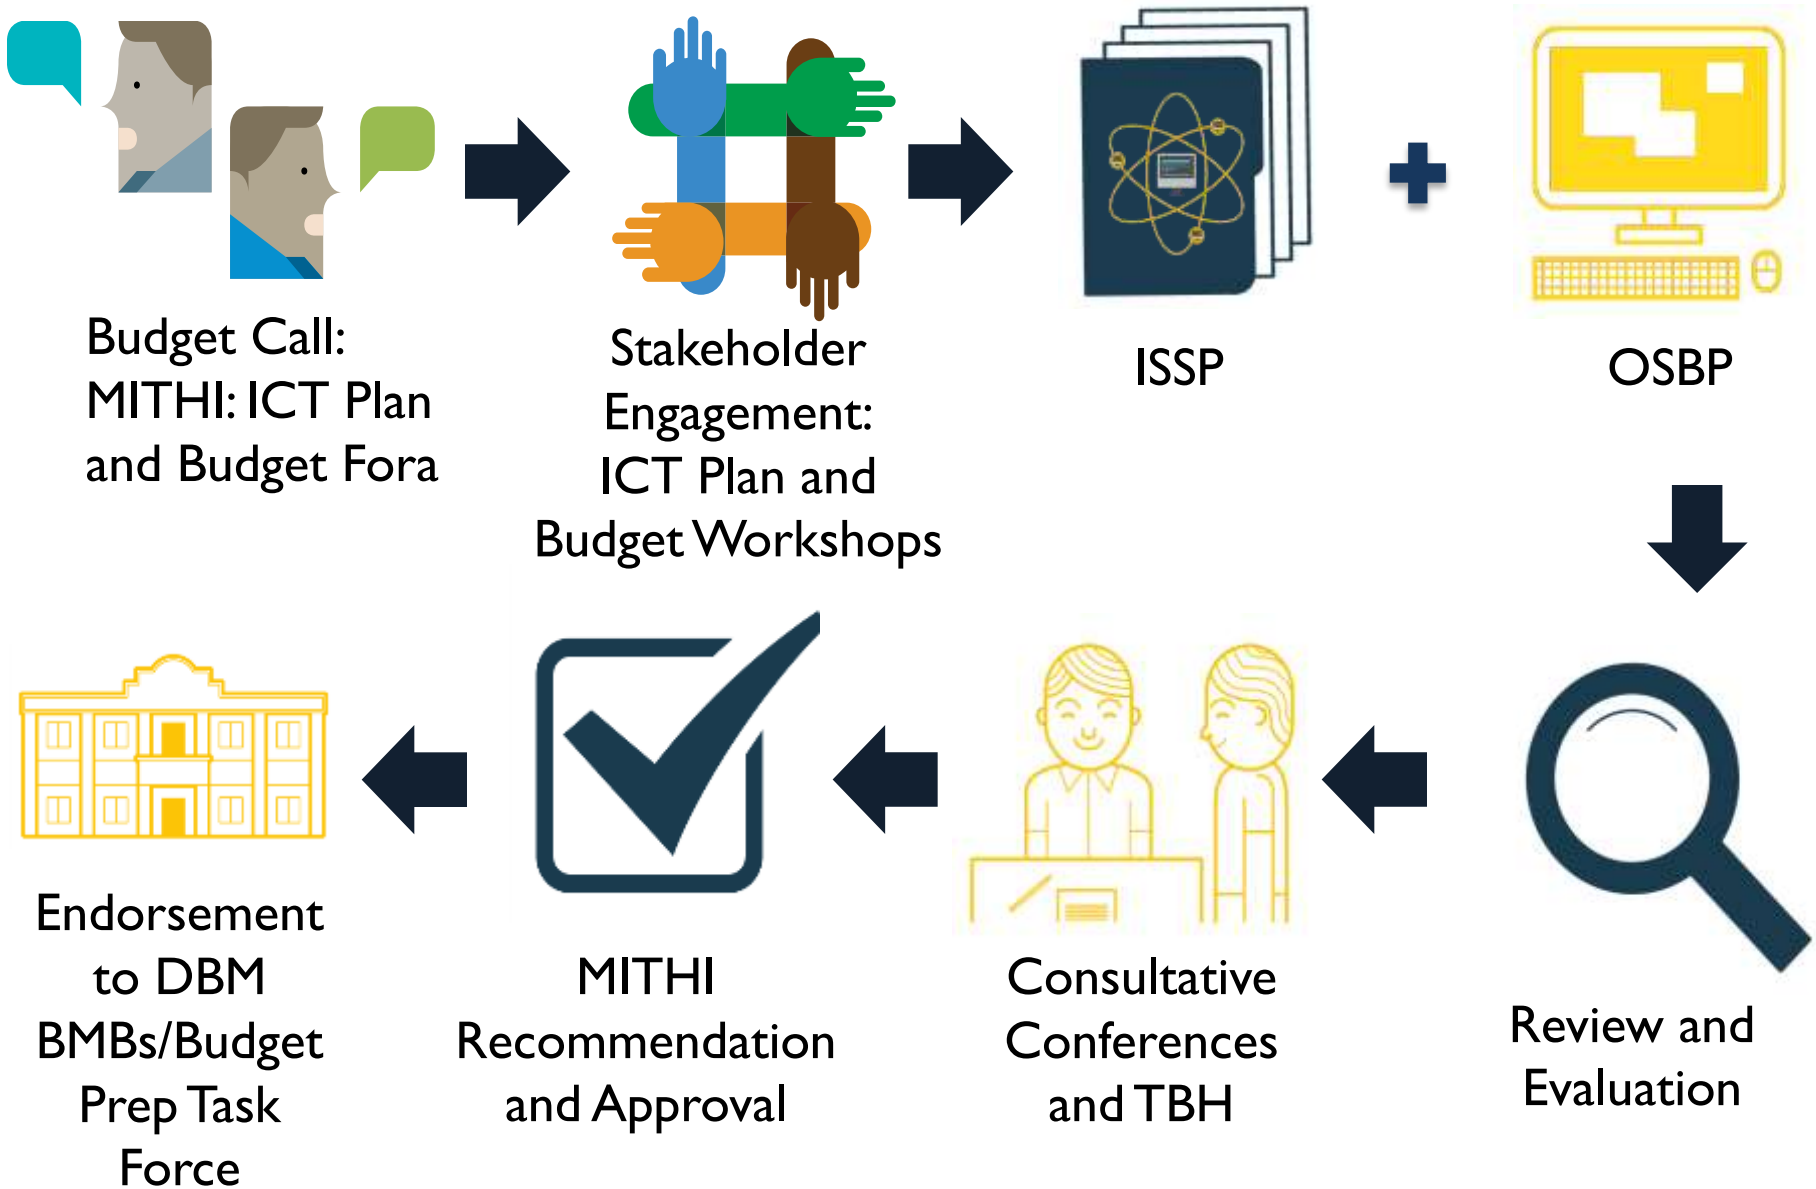 Budget Call:
MITHI: ICT Plan
and Budget Fora
Stakeholder
Engagement:
ICT Plan and
Budget Workshops
ISSP
OSBP
Endorsement
to DBM
BMBs/Budget
Prep Task
Force
MITHI
Recommendation
and Approval
Consultative
Conferences
and TBH
Review and
Evaluation